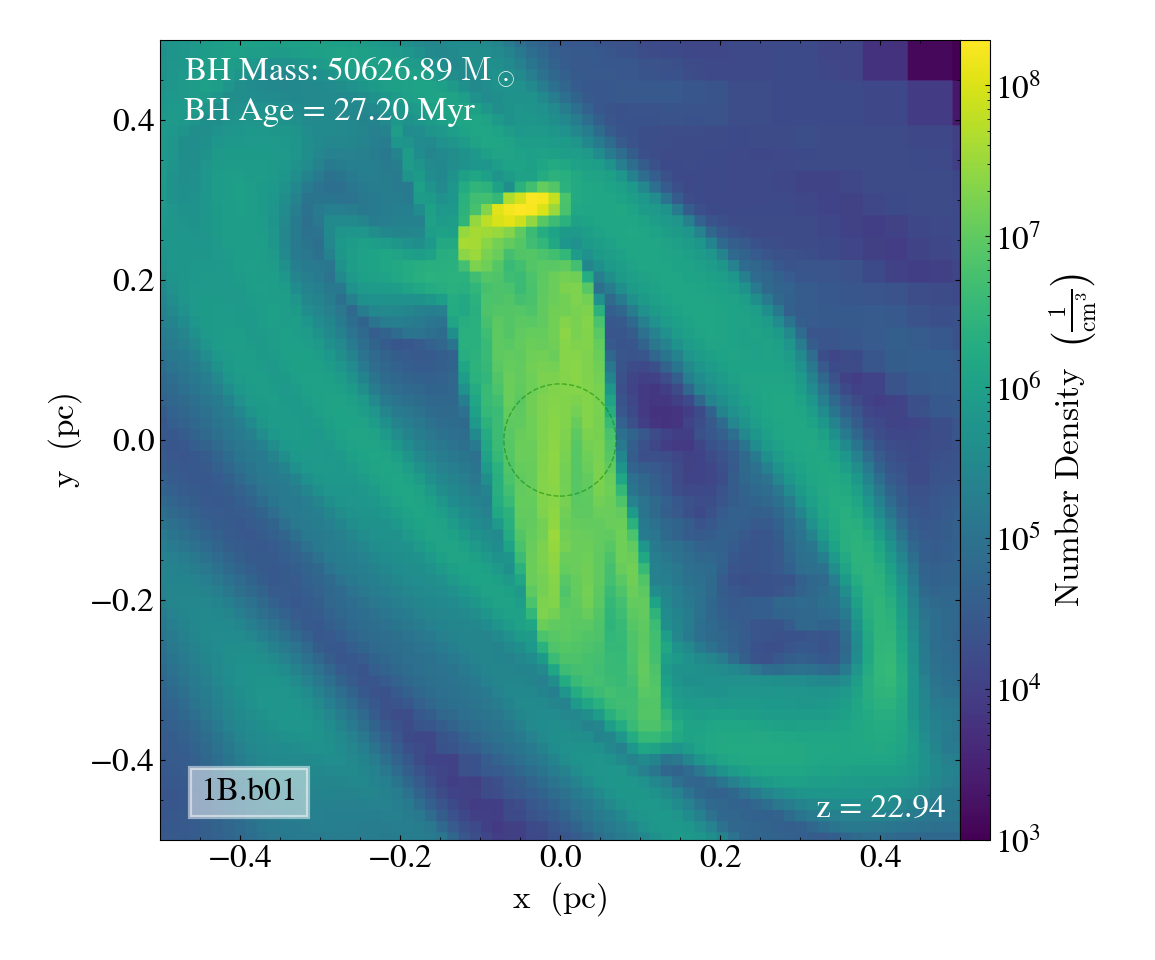 BH Mass: 50626.89 M⊙
BH Age = 27.20 Myr
0.4
0.2
0.0
−0.2
−0.4
y (pc)
1B.b01
z = 22.94
−0.4 −0.2 0.0 0.2 0.4
x (pc)
10⁸
10⁷
10⁶
10⁵
10⁴
10³
Number Density (1/cm³)